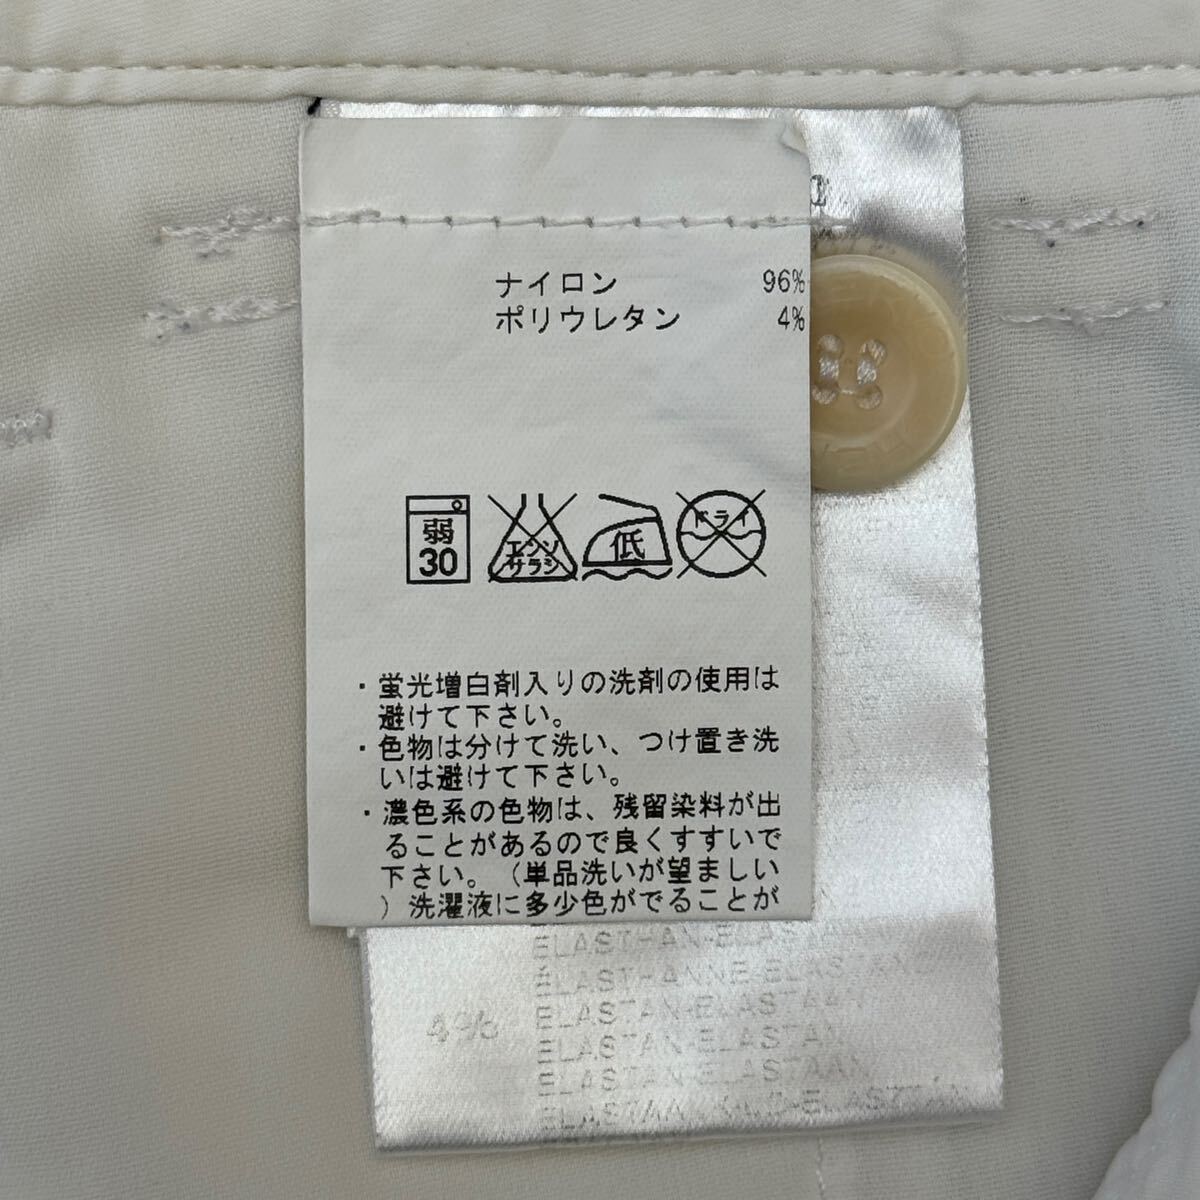 ナイロン 96%
ポリウレタン 4%
弱
30
エンソ
サラシ
低
ドライ
・蛍光増白剤入りの洗剤の使用は
避けて下さい。
・色物は分けて洗い、つけ置き洗
いは避けて下さい。
・濃色系の色物は、残留染料が出
ることがあるので良くすすいで
下さい。（単品洗いが望ましい
）洗濯液に多少色がでることが
ELASTHAN-ELAST
ELASTHANNE-ELASTANO
4% ELASTAN-ELASTAAN
ELASTAN-ELASTAN
ELASTAN-ELASTAAN